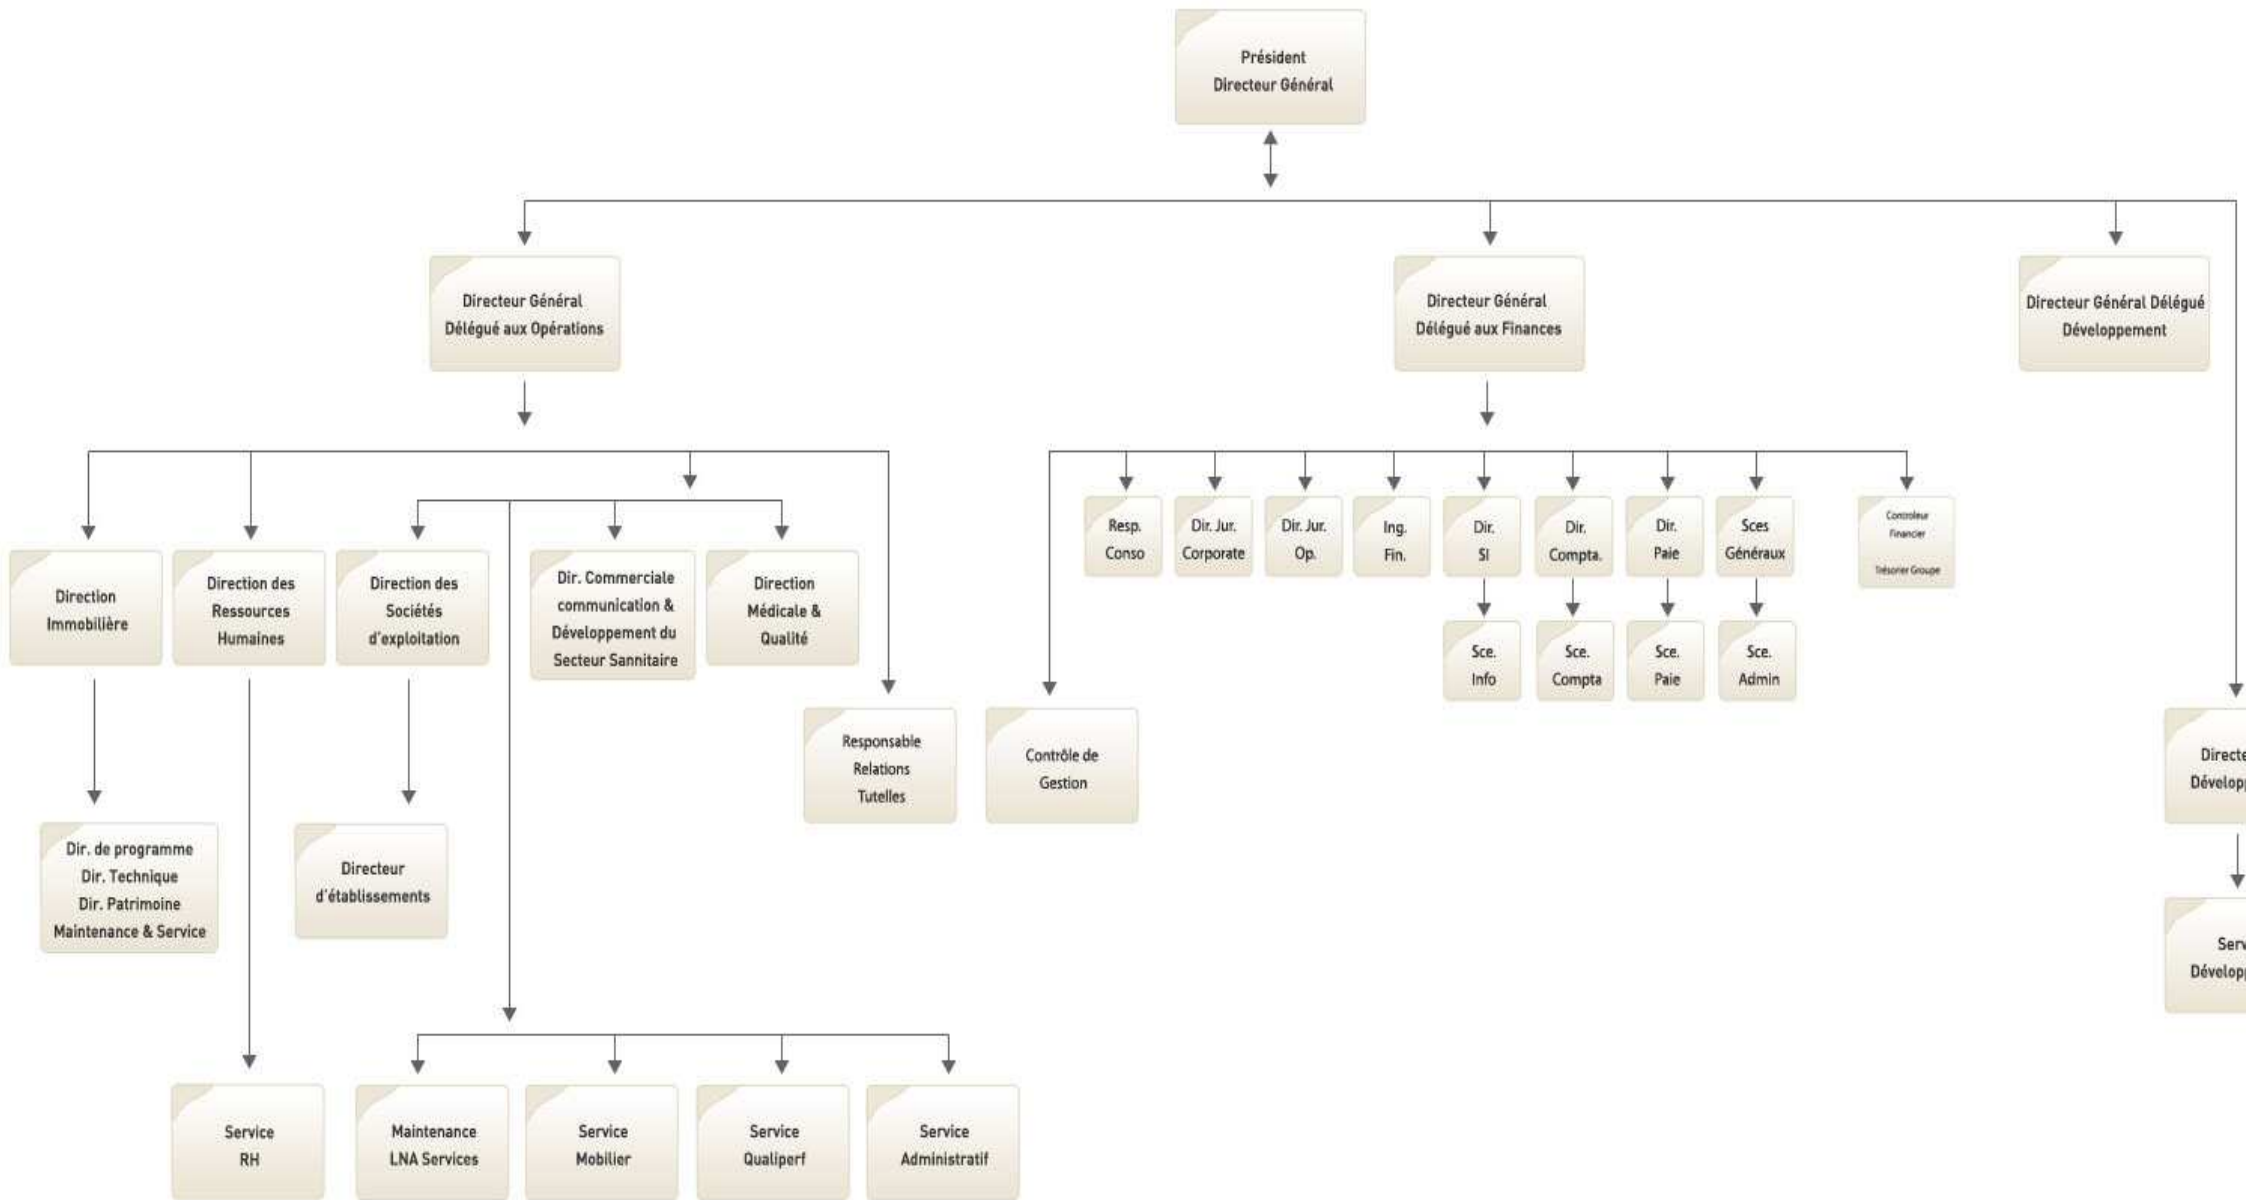 Président
Directeur Général
Directeur Général
Délégué aux Opérations
Directeur Général
Délégué aux Finances
Directeur Général Délégué
Développement
Resp.
Conso
Dir. Jur.
Corporate
Dir. Jur.
Op.
Ing.
Fin.
Dir.
SI
Dir.
Compta.
Dir.
Paie
Sces
Généraux
Controleur
Financier
Trésorier Groupe
Direction
Immobilière
Direction des
Ressources
Humaines
Direction des
Sociétés
d'exploitation
Dir. Commerciale
communication &
Développement du
Secteur Sannitaire
Direction
Médicale &
Qualité
Sce.
Info
Sce.
Compta
Sce.
Paie
Sce.
Admin
Responsable
Relations
Tutelles
Contrôle de
Gestion
Dir. de programme
Dir. Technique
Dir. Patrimoine
Maintenance & Service
Directeur
d'établissements
Service
RH
Maintenance
LNA Services
Service
Mobilier
Service
Qualiperf
Service
Administratif